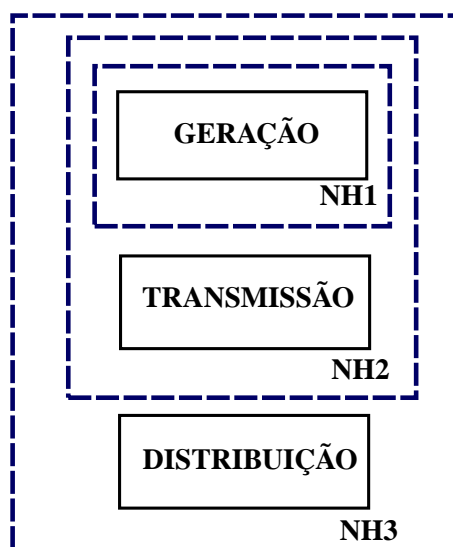 GERAÇÃO
NH1
TRANSMISSÃO
NH2
DISTRIBUIÇÃO
NH3